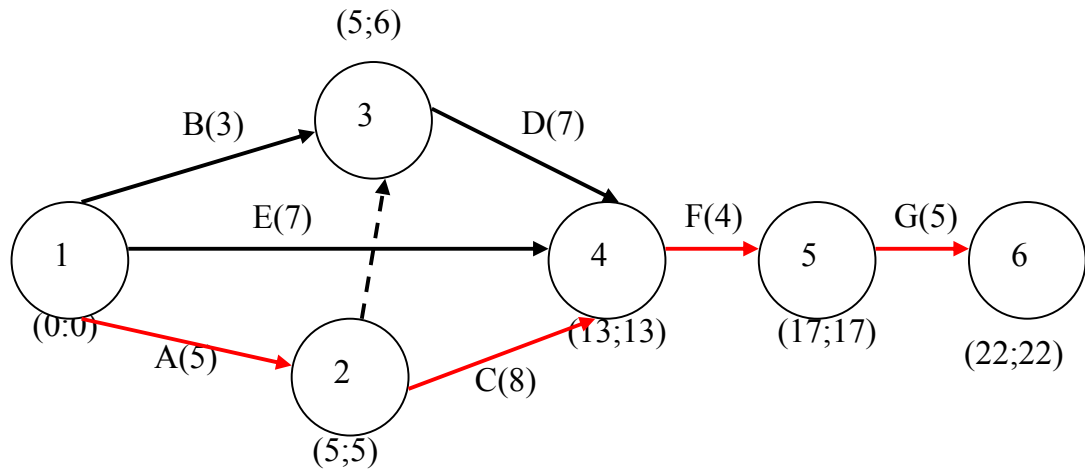 (5;6)
3
B(3)
D(7)
E(7)
F(4)
G(5)
1
4
5
6
(0:0)
(13;13)
(17;17)
(22;22)
A(5)
2
C(8)
(5;5)